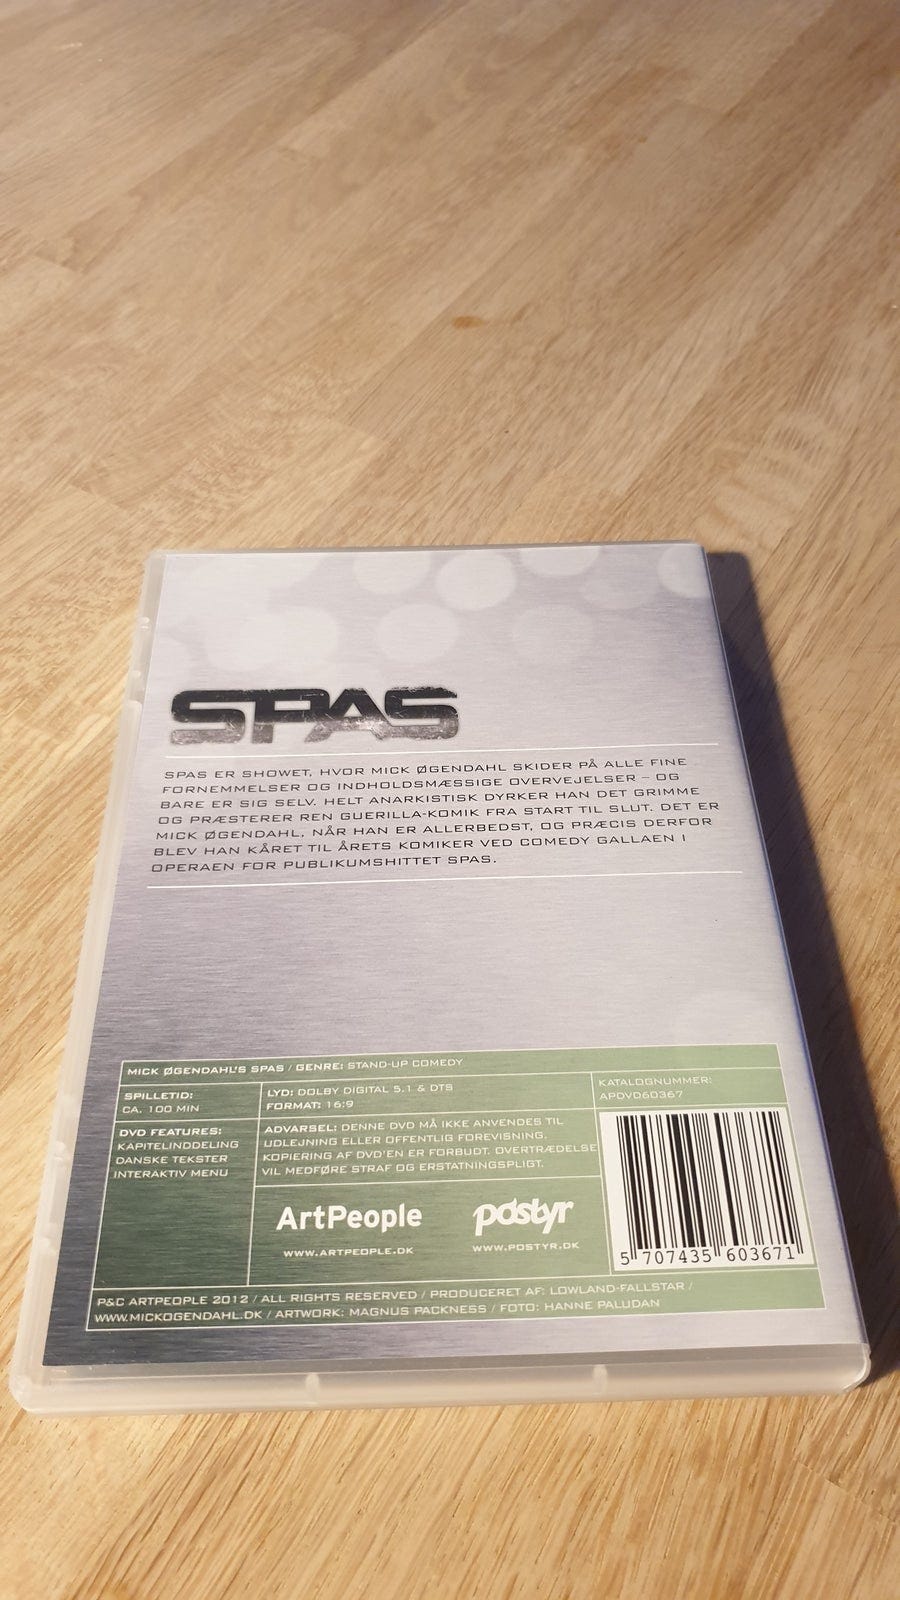 SPAS
SPAS ER SHOWET, HVOR MICK ØGENDAHL SKIDER PÅ ALLE FINE
FORNEMMELSER OG INDHOLDSMÆSSIGE OVERVEJELSER – OG
BARE ER SIG SELV. HELT ANARKISTISK DYRKER HAN DET GRIMME
OG PRÆSTERER REN GUERILLA-KOMIK FRA START TIL SLUT. DET ER
MICK ØGENDAHL, NÅR HAN ER ALLERBEDST, OG PRÆCIS DERFOR
BLEV HAN KÅRET TIL ÅRETS KOMIKER VED COMEDY GALLAEN I
OPERAEN FOR PUBLIKUMSHITTET SPAS.
MICK ØGENDAHL'S SPAS / GENRE: STAND-UP COMEDY
SPILLETID:
CA. 100 MIN
LYD: DOLBY DIGITAL 5.1 & DTS
FORMAT: 16:9
KATALOGNUMMER:
APDVD60367
DVD FEATURES:
KAPITELINDDELING
DANSKE TEKSTER
INTERAKTIV MENU
ADVARSEL: DENNE DVD MÅ IKKE ANVENDES TIL
UDLEJNING ELLER OFFENTLIG FOREVISNING.
KOPIERING AF DVD'EN ER FORBUDT. OVERTRÆDELSE
VIL MEDFØRE STRAF OG ERSTATNINGSPLIGT.
ArtPeople
WWW.ARTPEOPLE.DK
póstyr
WWW.POSTYR.DK
5 707435 603671
P&C ARTPEOPLE 2012 / ALL RIGHTS RESERVED / PRODUCERET AF: LOWLAND-FALLSTAR /
WWW.MICKOGENDAHL.DK / ARTWORK: MAGNUS PACKNESS / FOTO: HANNE PALUDAN